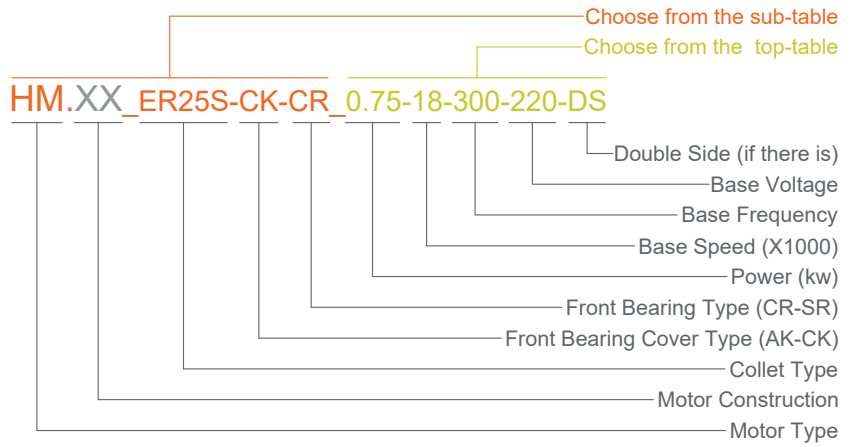 Choose from the sub-table
Choose from the top-table
HM.XX_ER25S-CK-CR_0.75-18-300-220-DS
Double Side (if there is)
Base Voltage
Base Frequency
Base Speed (X1000)
Power (kw)
Front Bearing Type (CR-SR)
Front Bearing Cover Type (AK-CK)
Collet Type
Motor Construction
Motor Type